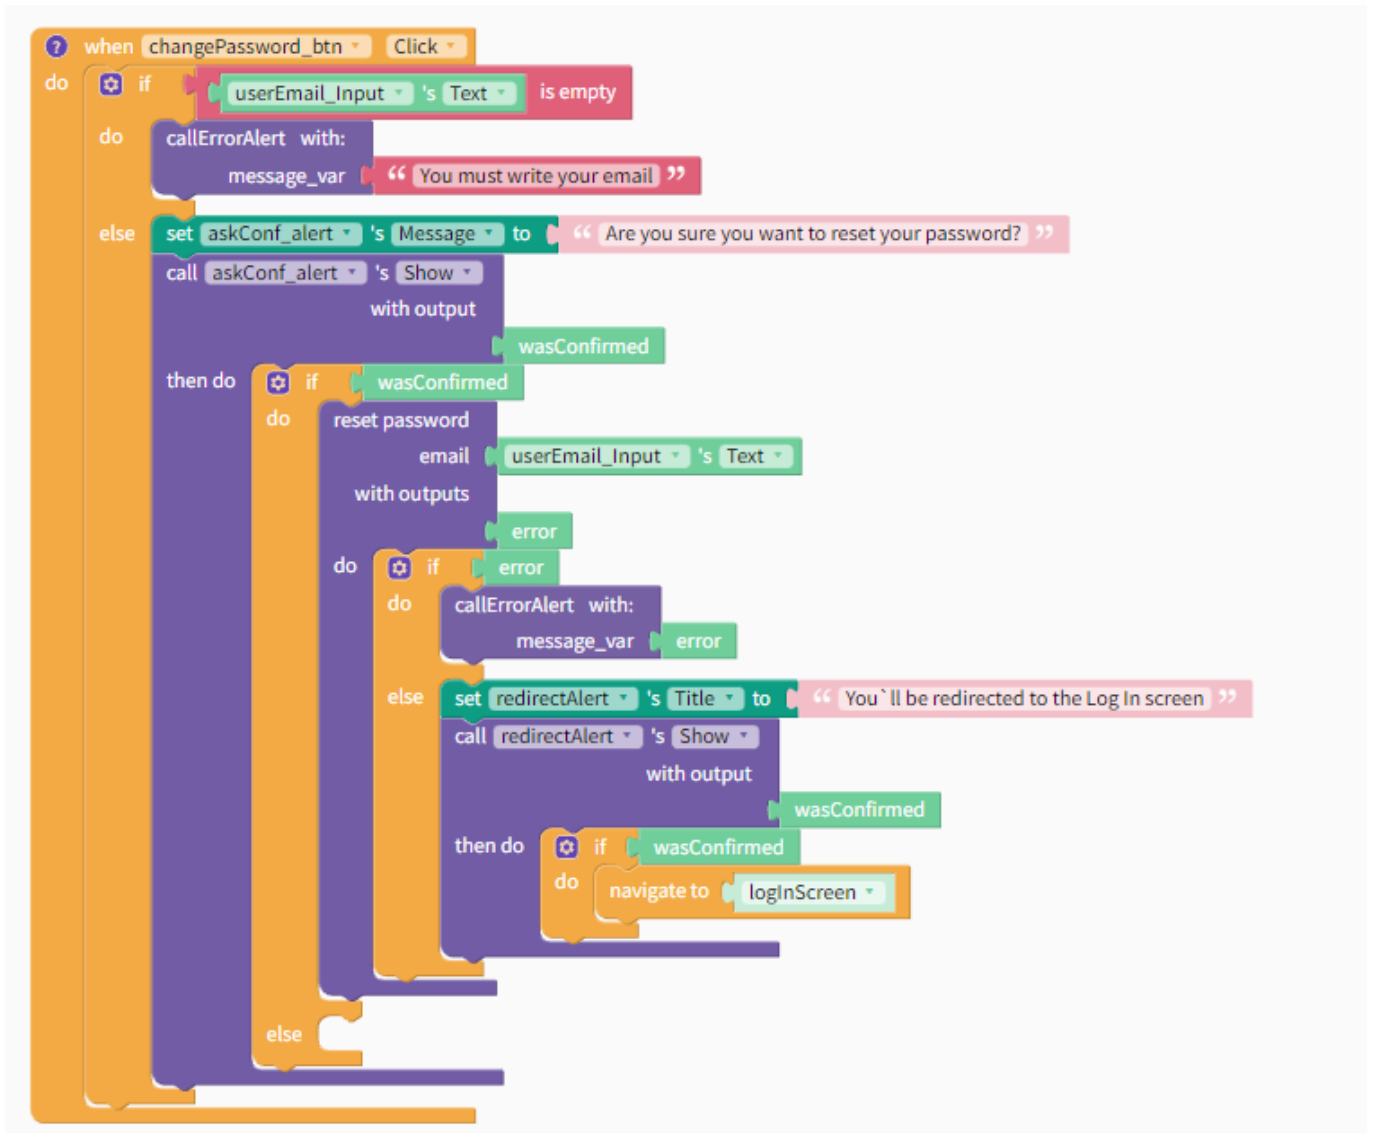 ? when changePassword_btn Click
do if userEmail_Input 's Text is empty
do callErrorAlert with:
message_var “ You must write your email ”
else set askConf_alert 's Message to “ Are you sure you want to reset your password? ”
call askConf_alert 's Show
with output
wasConfirmed
then do if wasConfirmed
do reset password
email userEmail_Input 's Text
with outputs
error
do if error
do callErrorAlert with:
message_var error
else set redirectAlert 's Title to “ You`ll be redirected to the Log In screen ”
call redirectAlert 's Show
with output
wasConfirmed
then do if wasConfirmed
do navigate to logInScreen
else